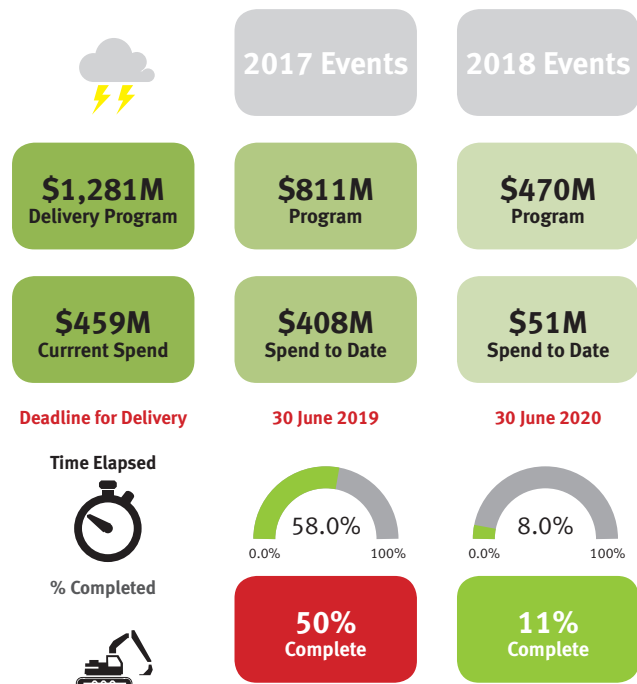 2017 Events
2018 Events
$1,281M
Delivery Program
$811M
Program
$470M
Program
$459M
Currrent Spend
$408M
Spend to Date
$51M
Spend to Date
Deadline for Delivery
30 June 2019
30 June 2020
Time Elapsed
58.0%
0.0%
100%
8.0%
0.0%
100%
% Completed
50%
Complete
11%
Complete